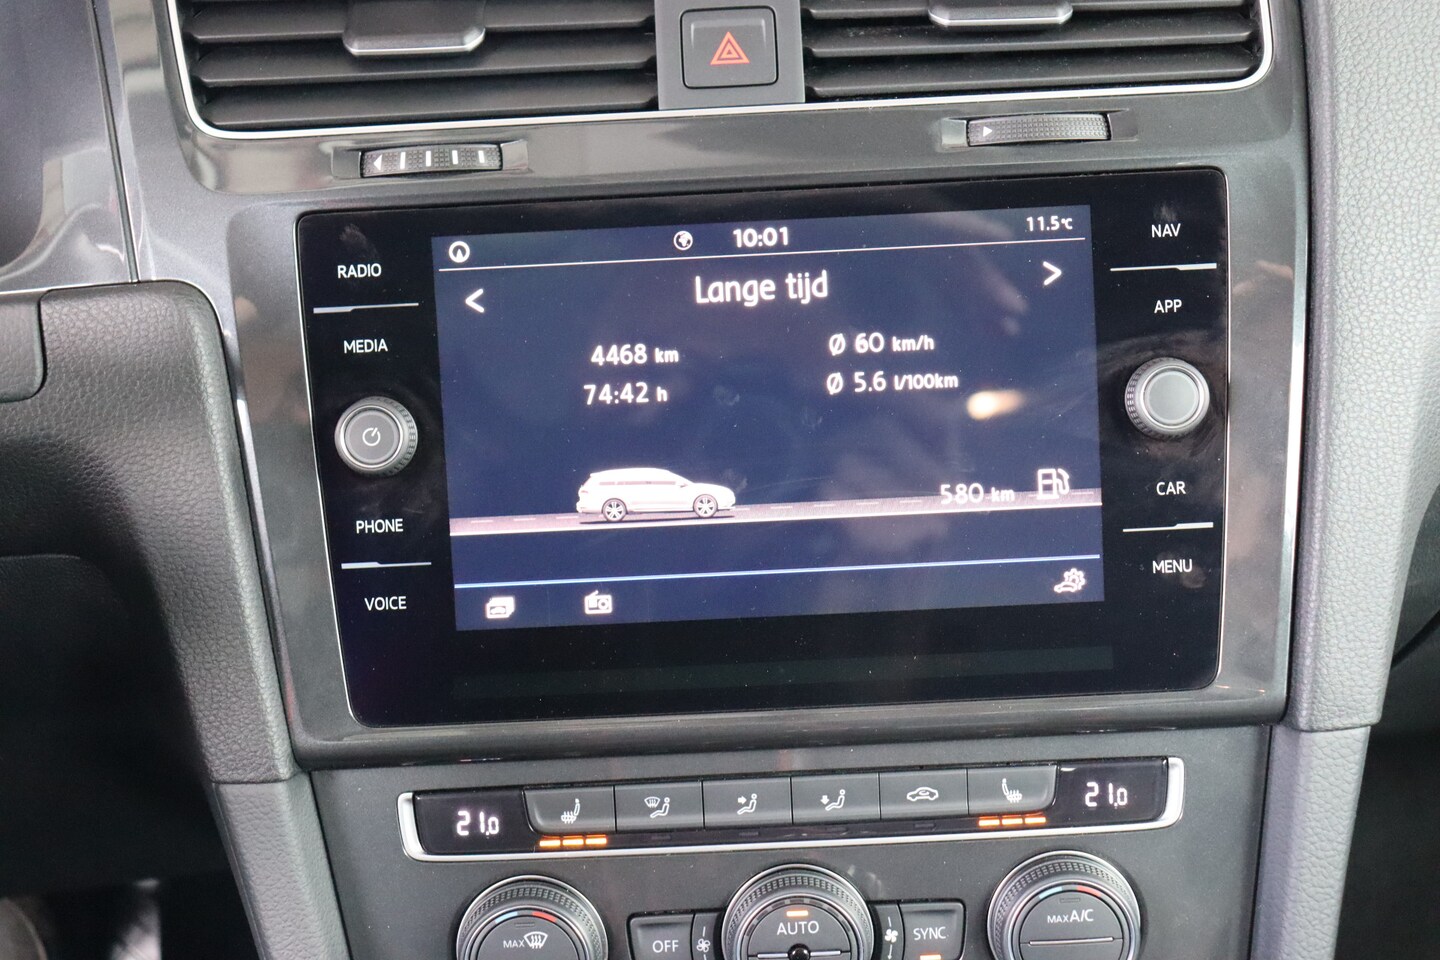 10:01
11.5°C
Lange tijd
4468 km
74:42 h
Ø 60 km/h
Ø 5.6 l/100km
580 km
RADIO
MEDIA
PHONE
VOICE
NAV
APP
CAR
MENU
21.0
21.0
MAX
OFF
AUTO
SYNC
MAX A/C